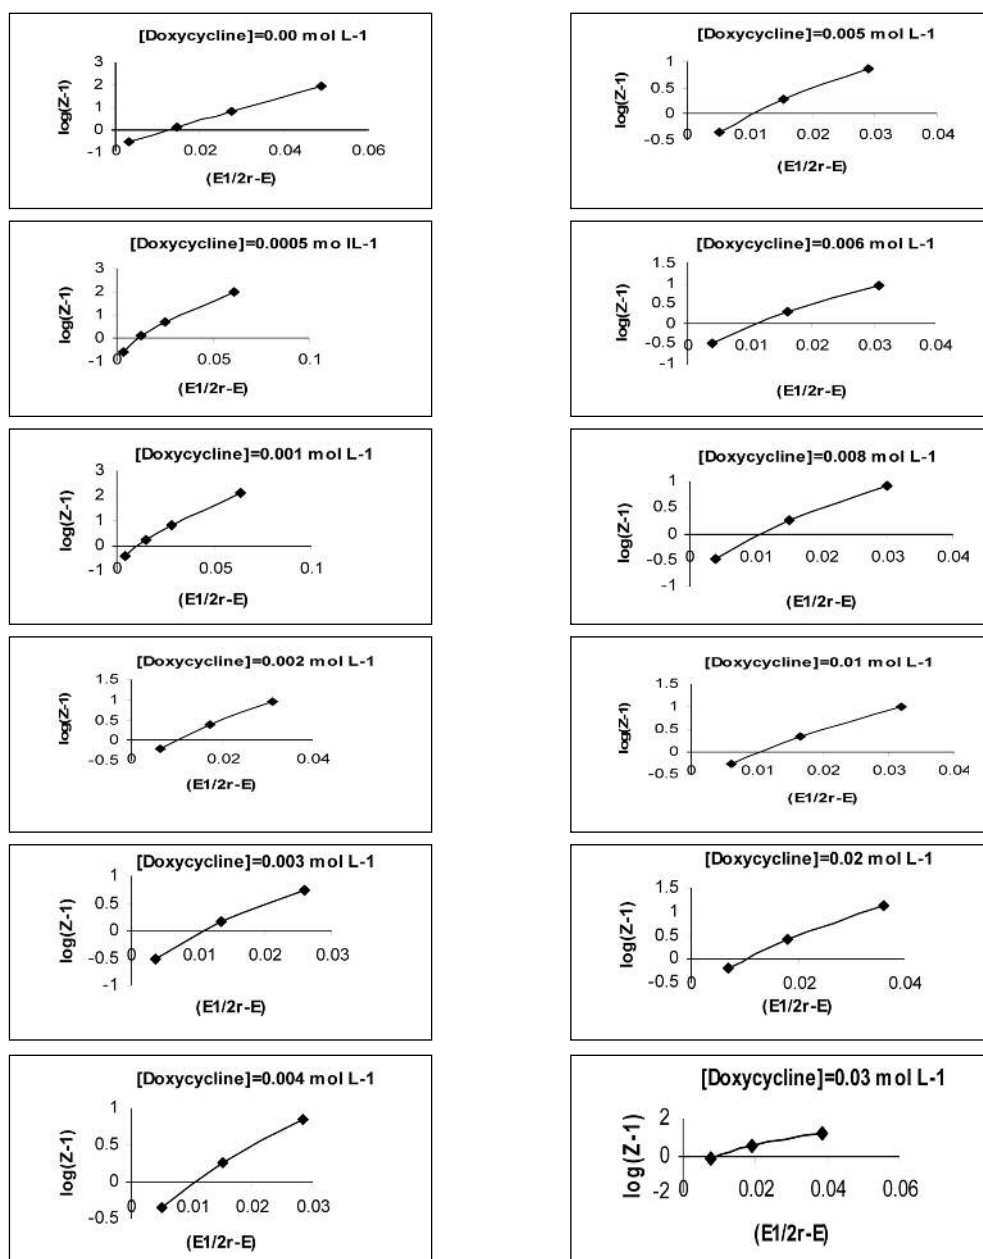 [Doxycycline]=0.00 mol L-1
3
2
1
0
-1
0
0.02
0.04
0.06
log(Z-1)
(E1/2r-E)
[Doxycycline]=0.0005 mo lL-1
3
2
1
0
-1
0
0.05
0.1
log(Z-1)
(E1/2r-E)
[Doxycycline]=0.001 mol L-1
3
2
1
0
-1
0
0.05
0.1
log(Z-1)
(E1/2r-E)
[Doxycycline]=0.002 mol L-1
1.5
1
0.5
0
-0.5
0
0.02
0.04
log(Z-1)
(E1/2r-E)
[Doxycycline]=0.003 mol L-1
1
0.5
0
-0.5
-1
0
0.01
0.02
0.03
log(Z-1)
(E1/2r-E)
[Doxycycline]=0.004 mol L-1
1
0.5
0
-0.5
0
0.01
0.02
0.03
log(Z-1)
(E1/2r-E)
[Doxycycline]=0.005 mol L-1
1
0.5
0
-0.5
0
0.01
0.02
0.03
0.04
log(Z-1)
(E1/2r-E)
[Doxycycline]=0.006 mol L-1
1.5
1
0.5
0
-0.5
-1
0
0.01
0.02
0.03
0.04
log(Z-1)
(E1/2r-E)
[Doxycycline]=0.008 mol L-1
1
0.5
0
-0.5
-1
0
0.01
0.02
0.03
0.04
log(Z-1)
(E1/2r-E)
[Doxycycline]=0.01 mol L-1
1.5
1
0.5
0
-0.5
0
0.01
0.02
0.03
0.04
log(Z-1)
(E1/2r-E)
[Doxycycline]=0.02 mol L-1
1.5
1
0.5
0
-0.5
0
0.02
0.04
log(Z-1)
(E1/2r-E)
[Doxycycline]=0.03 mol L-1
2
0
-2
0
0.02
0.04
0.06
log(Z-1)
(E1/2r-E)